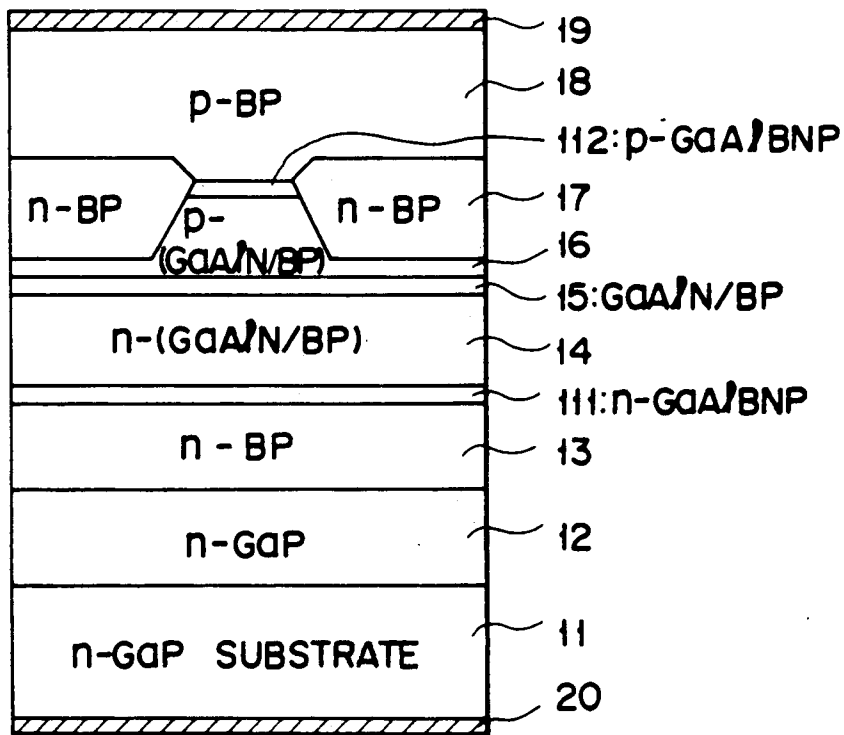 19
p-BP
18
112:p-GaAlBNP
n-BP
p-
(GaAlN/BP)
n-BP
17
16
15:GaAlN/BP
n-(GaAlN/BP)
14
111:n-GaAlBNP
n-BP
13
n-GaP
12
n-GaP SUBSTRATE
11
20